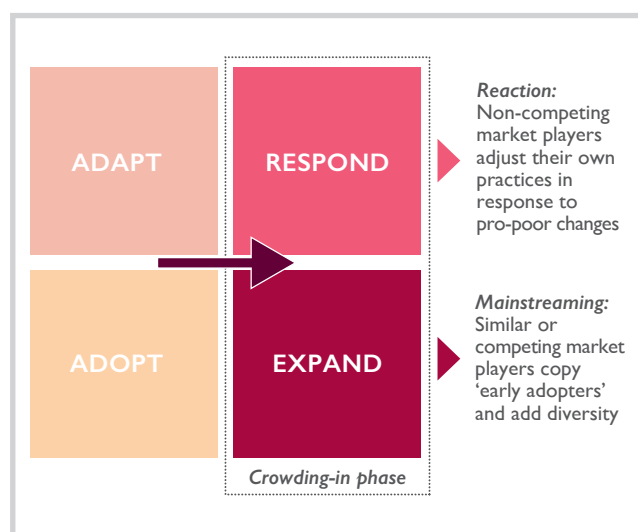 ADAPT
RESPOND
Reaction:
Non-competing
market players
adjust their own
practices in
response to
pro-poor changes
ADOPT
EXPAND
Mainstreaming:
Similar or
competing market
players copy
‘early adopters’
and add diversity
Crowding-in phase